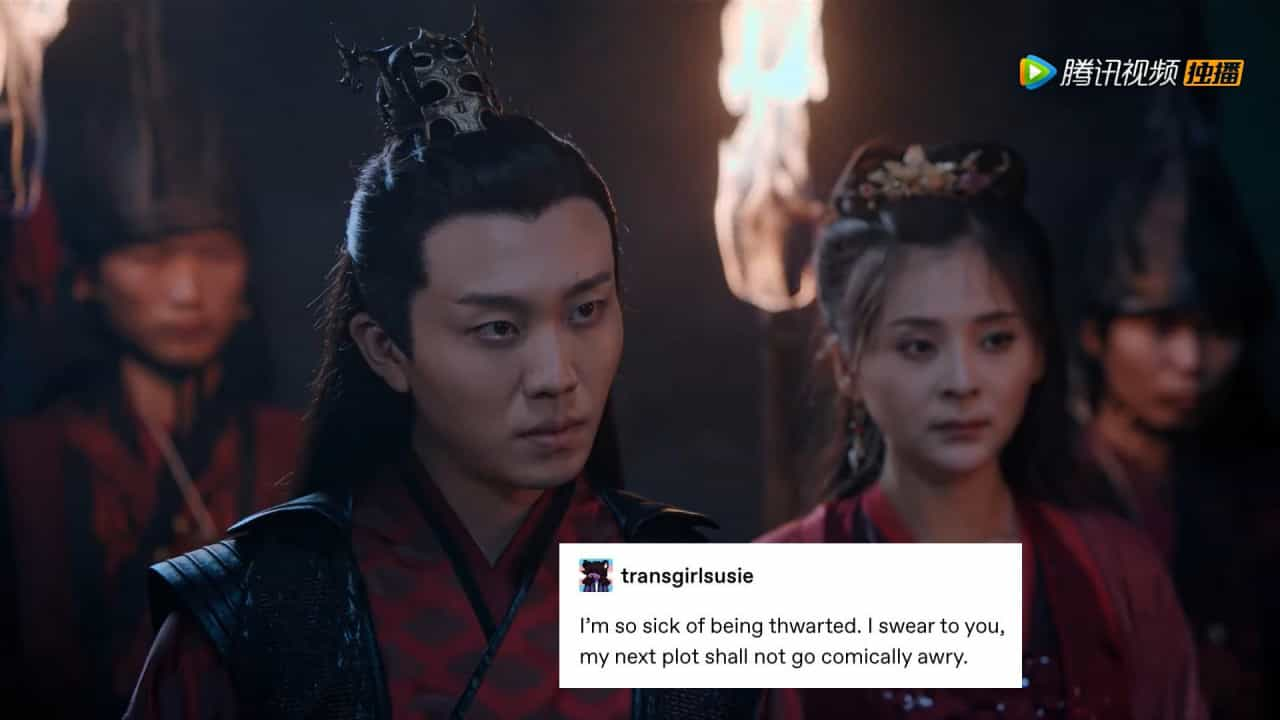 腾讯视频 独播
transgirlsusie
I’m so sick of being thwarted. I swear to you,
my next plot shall not go comically awry.